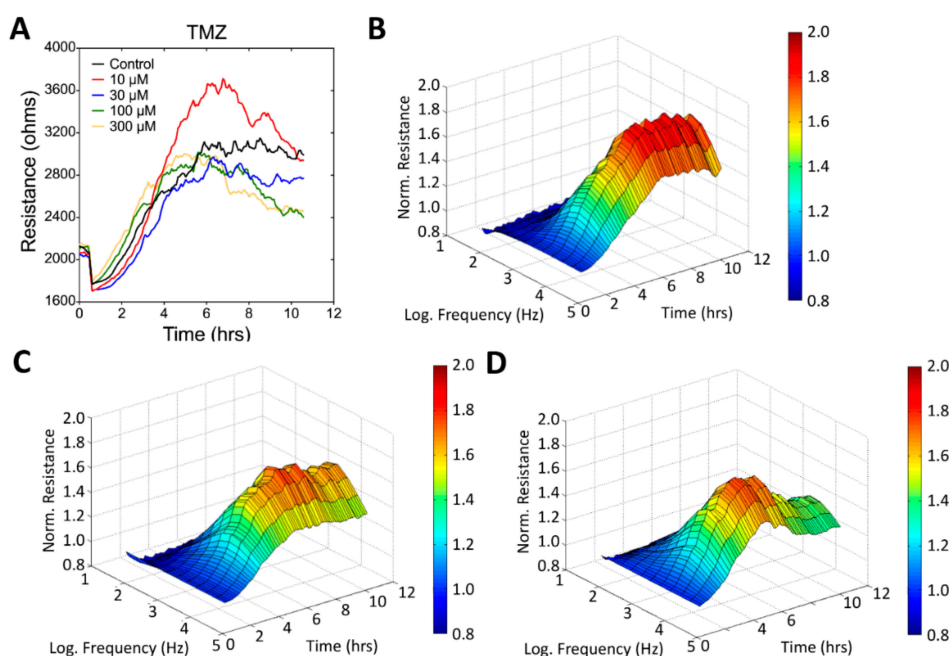 A
TMZ
Resistance (ohms)
4000
3600
3200
2800
2400
2000
1600
Control
10 µM
30 µM
100 µM
300 µM
0 2 4 6 8 10 12
Time (hrs)
B
Norm. Resistance
2.0
1.8
1.6
1.4
1.2
1.0
0.8
1 2 3 4 5
Log. Frequency (Hz)
0 2 4 6 8 10 12
Time (hrs)
2.0
1.8
1.6
1.4
1.2
1.0
0.8
C
Norm. Resistance
2.0
1.8
1.6
1.4
1.2
1.0
0.8
1 2 3 4 5
Log. Frequency (Hz)
0 2 4 6 8 10 12
Time (hrs)
2.0
1.8
1.6
1.4
1.2
1.0
0.8
D
Norm. Resistance
2.0
1.8
1.6
1.4
1.2
1.0
0.8
1 2 3 4 5
Log. Frequency (Hz)
0 2 4 6 8 10 12
Time (hrs)
2.0
1.8
1.6
1.4
1.2
1.0
0.8